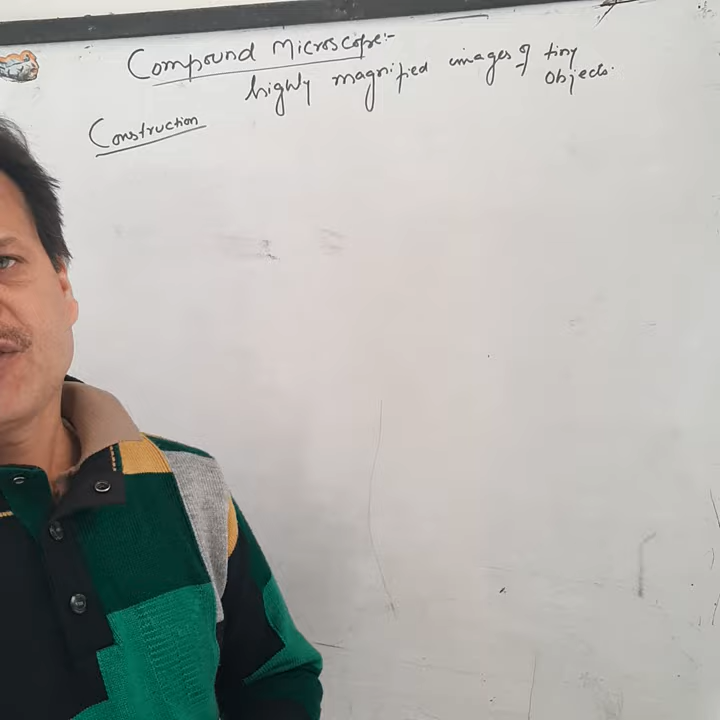 Compound Microscope:-
highly magnified images of tiny
objects.
Construction